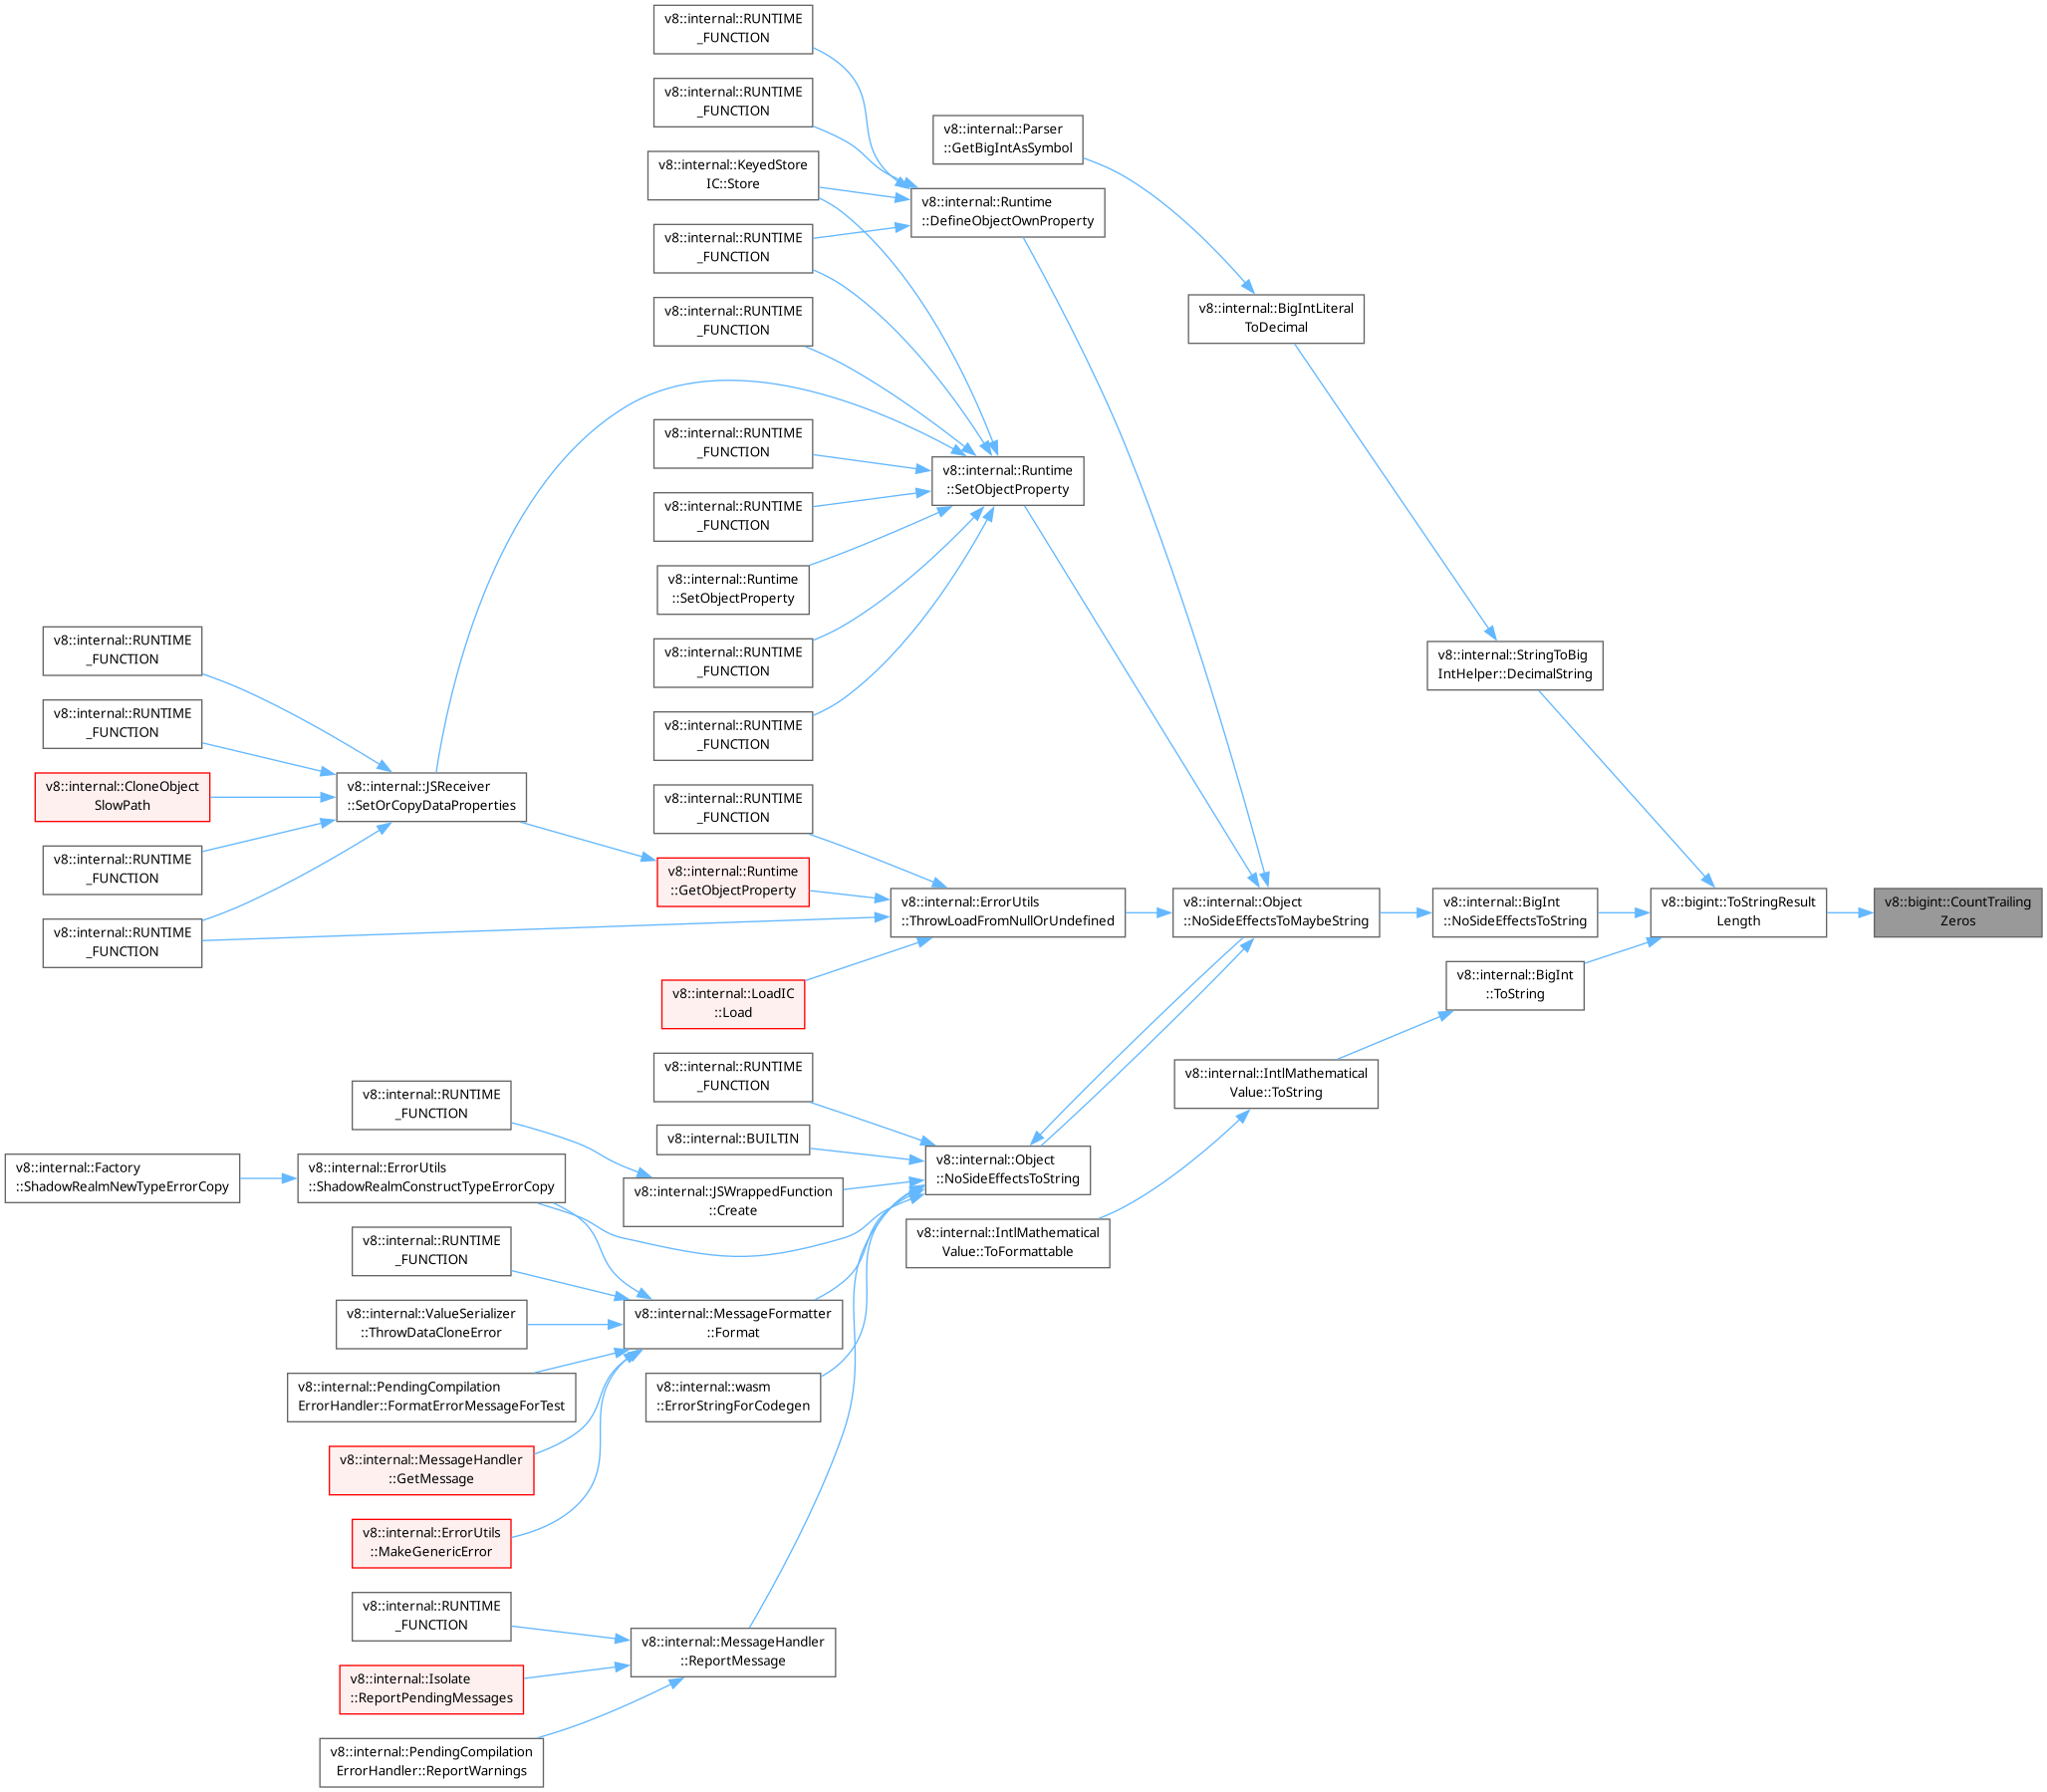 v8::internal::RUNTIME
_FUNCTION
v8::internal::RUNTIME
_FUNCTION
v8::internal::Parser
::GetBigIntAsSymbol
v8::internal::KeyedStore
IC::Store
v8::internal::Runtime
::DefineObjectOwnProperty
v8::internal::RUNTIME
_FUNCTION
v8::internal::RUNTIME
_FUNCTION
v8::internal::BigIntLiteral
ToDecimal
v8::internal::RUNTIME
_FUNCTION
v8::internal::Runtime
::SetObjectProperty
v8::internal::RUNTIME
_FUNCTION
v8::internal::Runtime
::SetObjectProperty
v8::internal::RUNTIME
_FUNCTION
v8::internal::RUNTIME
_FUNCTION
v8::internal::StringToBig
IntHelper::DecimalString
v8::internal::RUNTIME
_FUNCTION
v8::internal::RUNTIME
_FUNCTION
v8::internal::JSReceiver
::SetOrCopyDataProperties
v8::internal::CloneObject
SlowPath
v8::internal::RUNTIME
_FUNCTION
v8::internal::RUNTIME
_FUNCTION
v8::internal::Runtime
::GetObjectProperty
v8::internal::RUNTIME
_FUNCTION
v8::internal::ErrorUtils
::ThrowLoadFromNullOrUndefined
v8::internal::Object
::NoSideEffectsToMaybeString
v8::internal::BigInt
::NoSideEffectsToString
v8::bigint::ToStringResult
Length
v8::bigint::CountTrailing
Zeros
v8::internal::RUNTIME
_FUNCTION
v8::internal::LoadIC
::Load
v8::internal::BigInt
::ToString
v8::internal::RUNTIME
_FUNCTION
v8::internal::IntlMathematical
Value::ToString
v8::internal::RUNTIME
_FUNCTION
v8::internal::BUILTIN
v8::internal::Factory
::ShadowRealmNewTypeErrorCopy
v8::internal::ErrorUtils
::ShadowRealmConstructTypeErrorCopy
v8::internal::JSWrappedFunction
::Create
v8::internal::Object
::NoSideEffectsToString
v8::internal::IntlMathematical
Value::ToFormattable
v8::internal::RUNTIME
_FUNCTION
v8::internal::ValueSerializer
::ThrowDataCloneError
v8::internal::MessageFormatter
::Format
v8::internal::PendingCompilation
ErrorHandler::FormatErrorMessageForTest
v8::internal::wasm
::ErrorStringForCodegen
v8::internal::MessageHandler
::GetMessage
v8::internal::ErrorUtils
::MakeGenericError
v8::internal::RUNTIME
_FUNCTION
v8::internal::MessageHandler
::ReportMessage
v8::internal::Isolate
::ReportPendingMessages
v8::internal::PendingCompilation
ErrorHandler::ReportWarnings